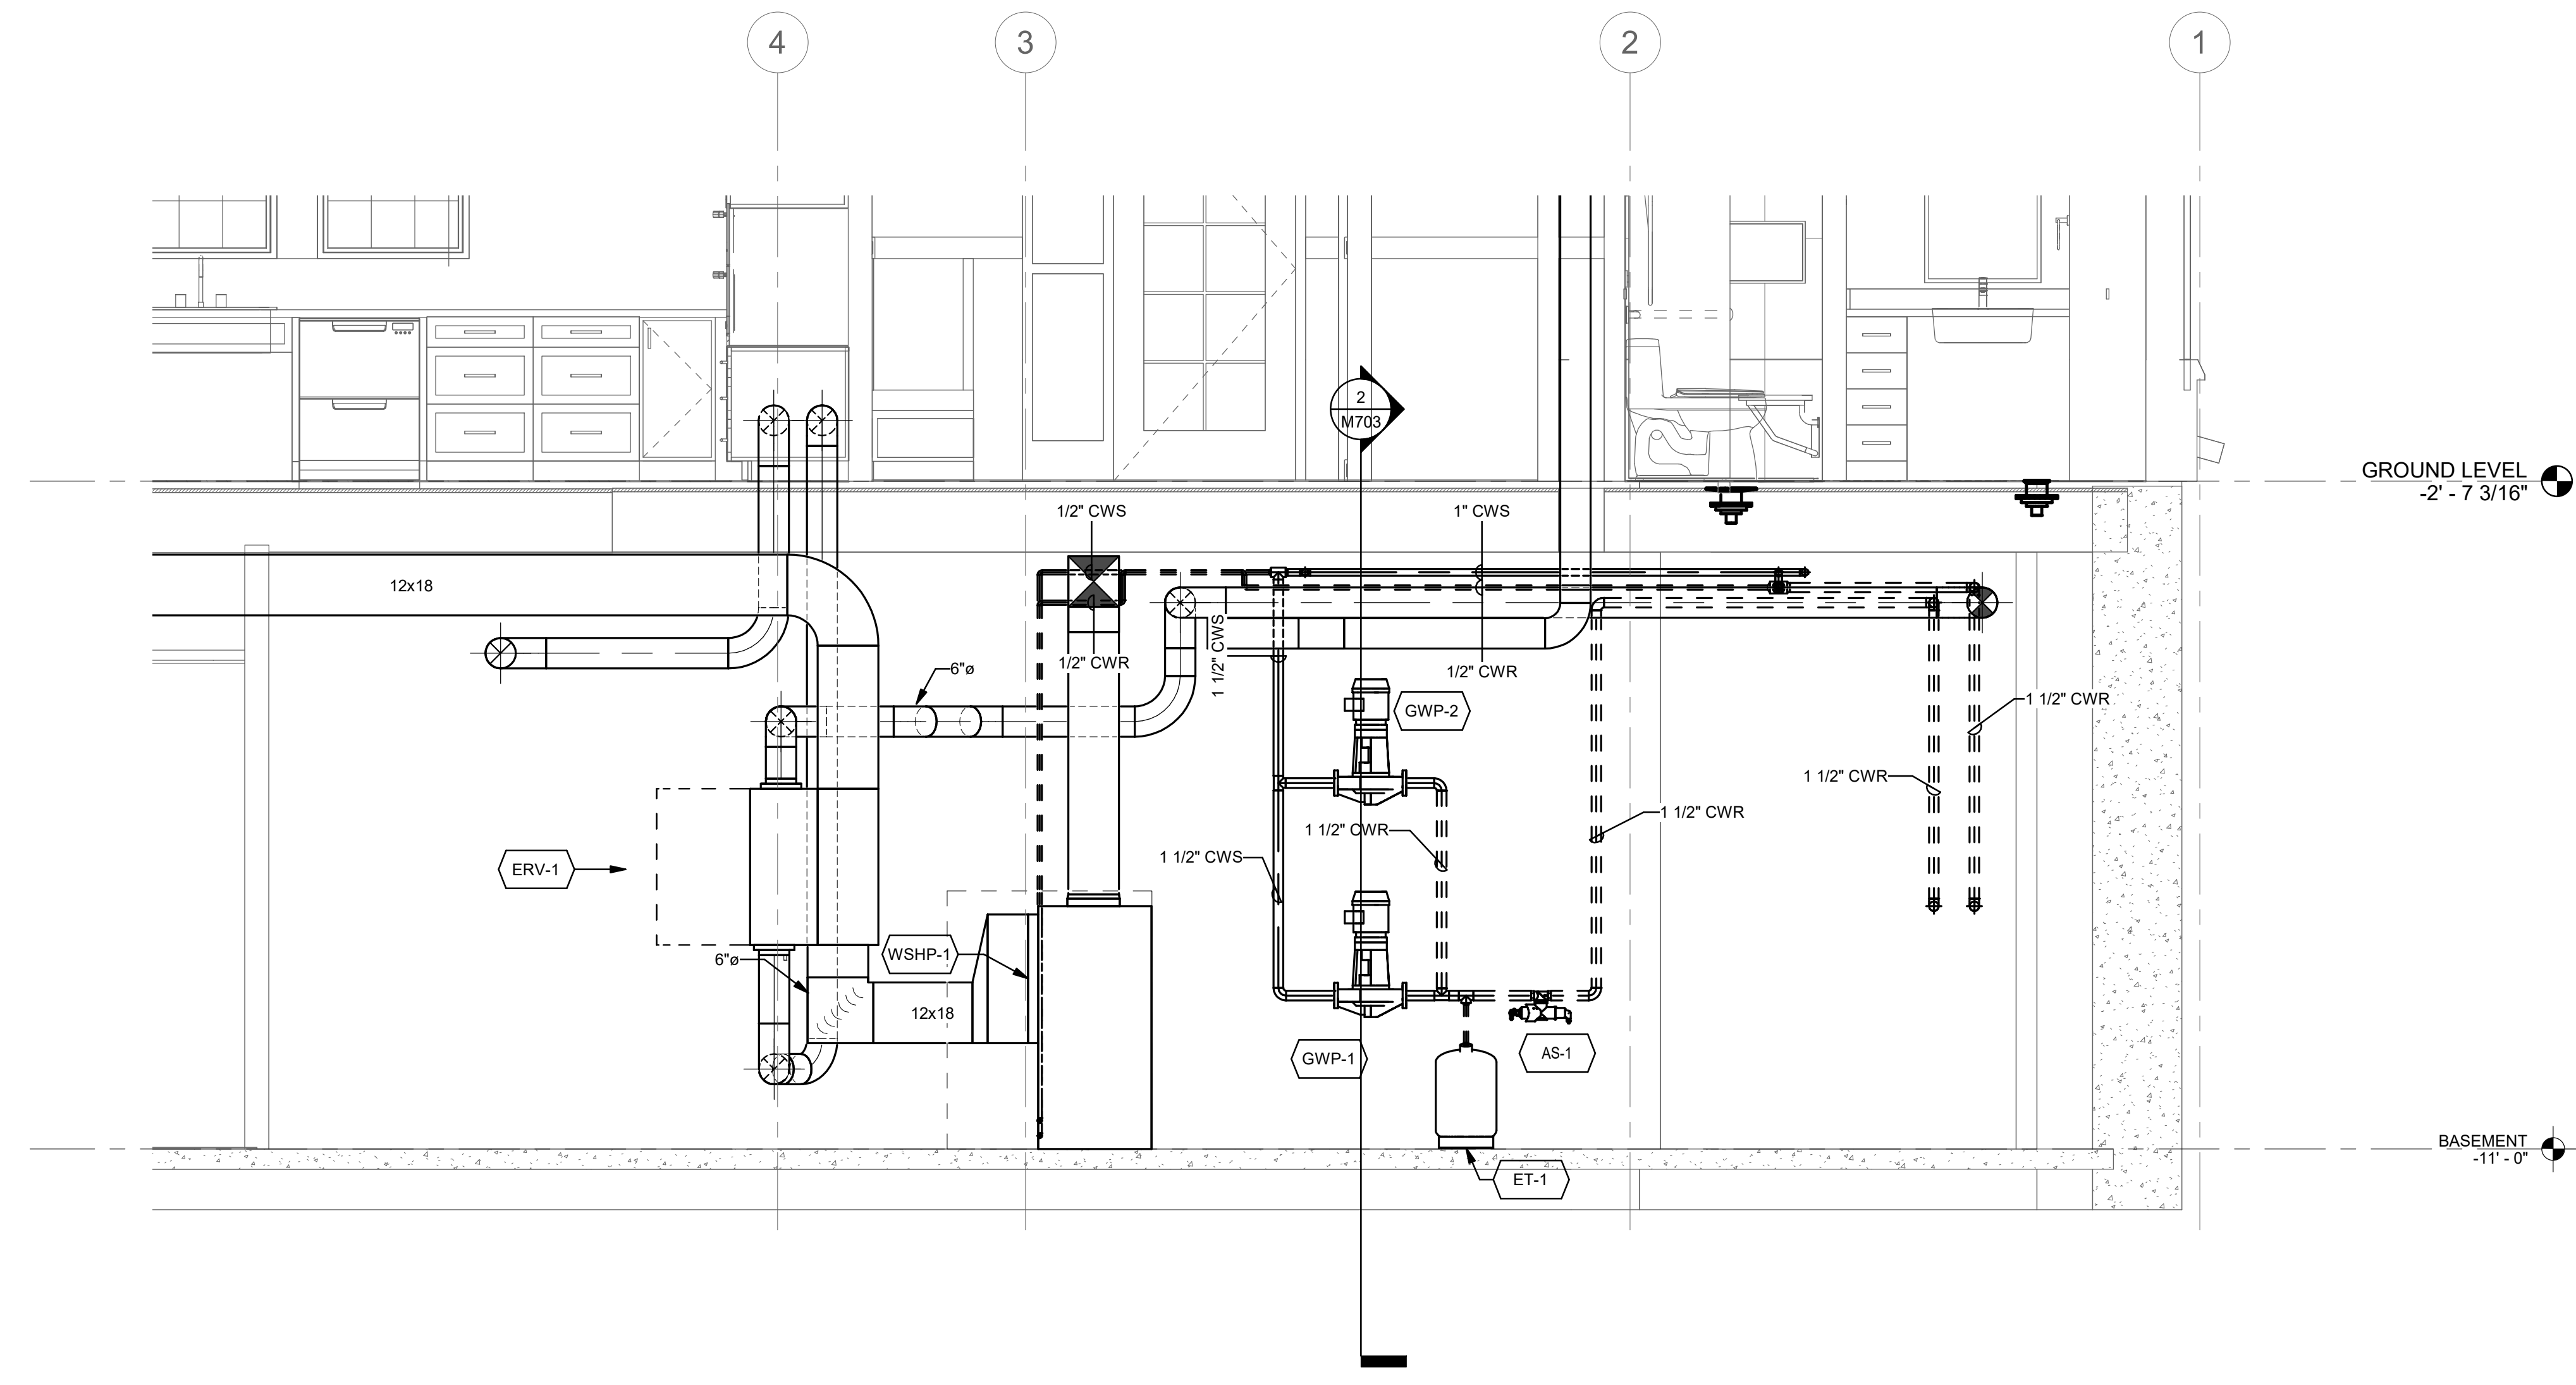 4
3
2
1
2
M703
GROUND LEVEL
-2' - 7 3/16"
1/2" CWS
1" CWS
12x18
1/2" CWR
1 1/2" CWS
1/2" CWR
6"ø
1 1/2" CWR
GWP-2
1 1/2" CWR
1 1/2" CWR
1 1/2" CWR
1 1/2" CWS
ERV-1
WSHP-1
6"ø
12x18
GWP-1
AS-1
BASEMENT
-11' - 0"
ET-1